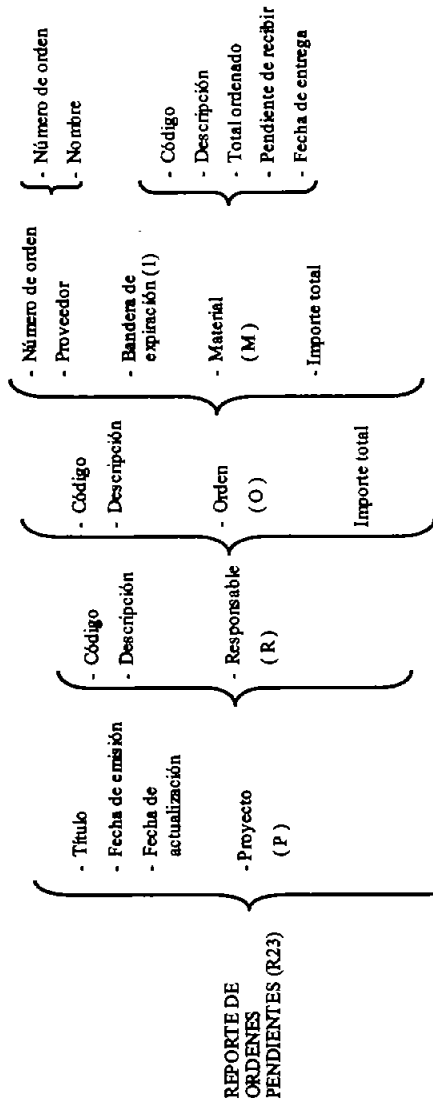 REPORTE DE
ORDENES
PENDIENTES (R23)
- Título
- Fecha de emisión
- Fecha de
actualización
- Proyecto
( P )
- Código
- Descripción
- Responsable
( R )
- Código
- Descripción
- Orden
( O )
Importe total
- Número de orden
- Proveedor
- Bandera de
expiración (1)
- Material
( M )
- Importe total
- Número de orden
- Nombre
- Código
- Descripción
- Total ordenado
- Pendiente de recibir
- Fecha de entrega